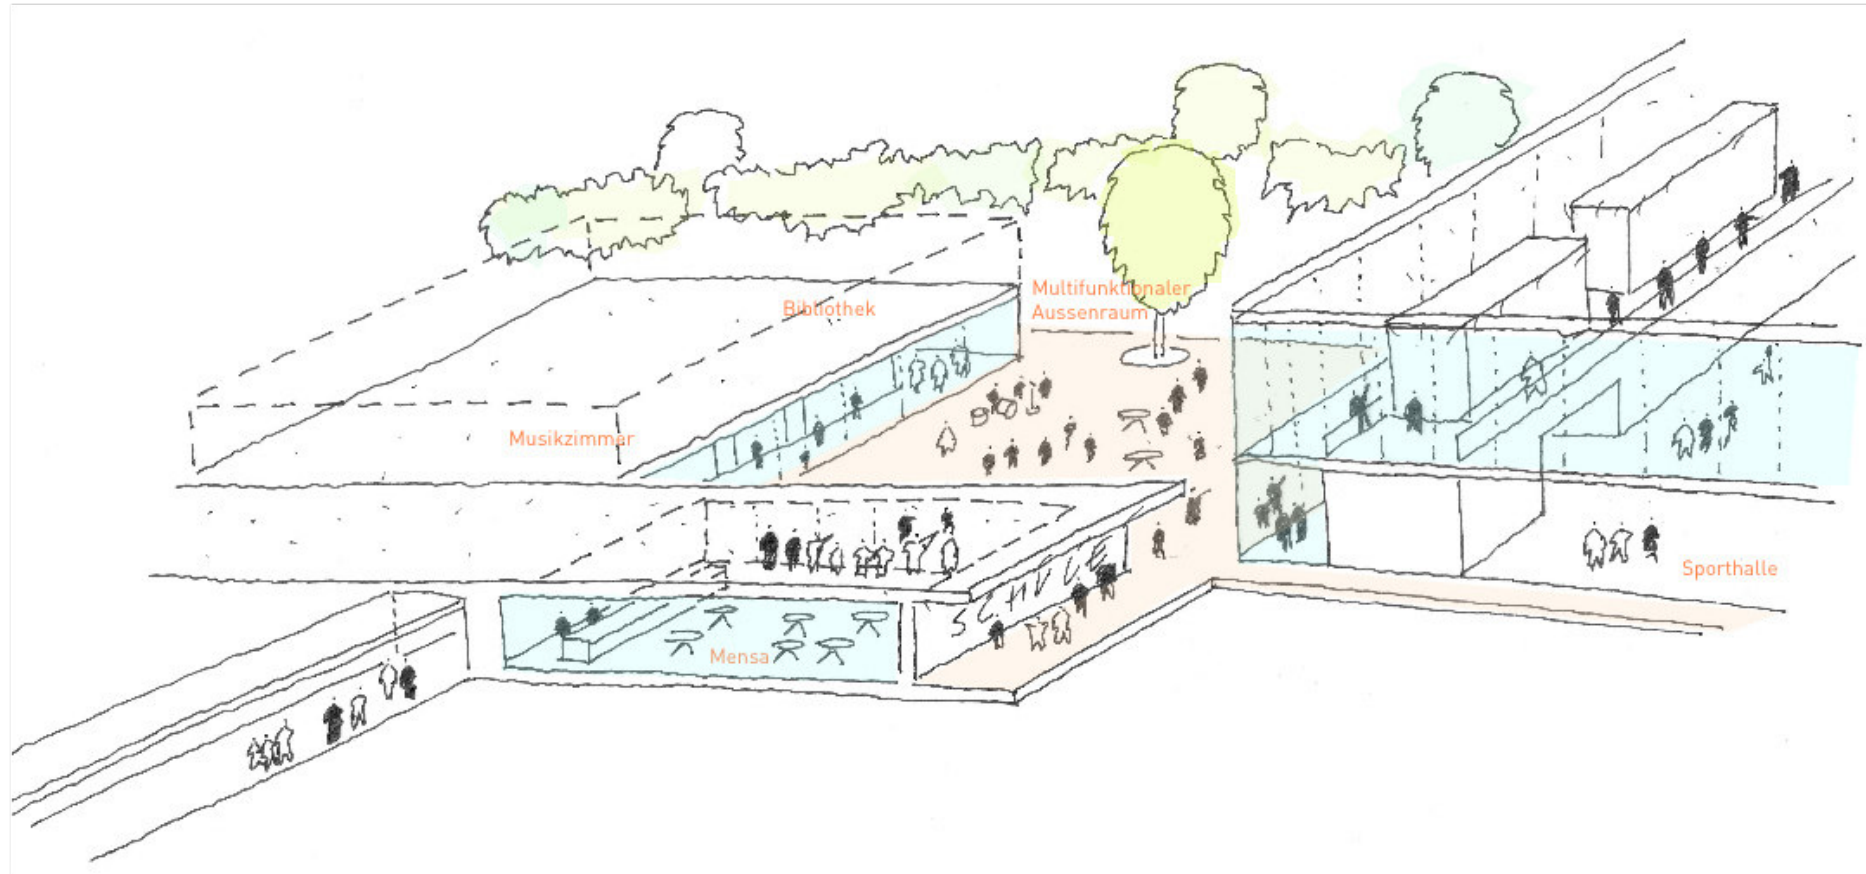 Multifunktionaler
Aussenraum
Bibliothek
Musikzimmer
SCHULE
Sporthalle
Mensa